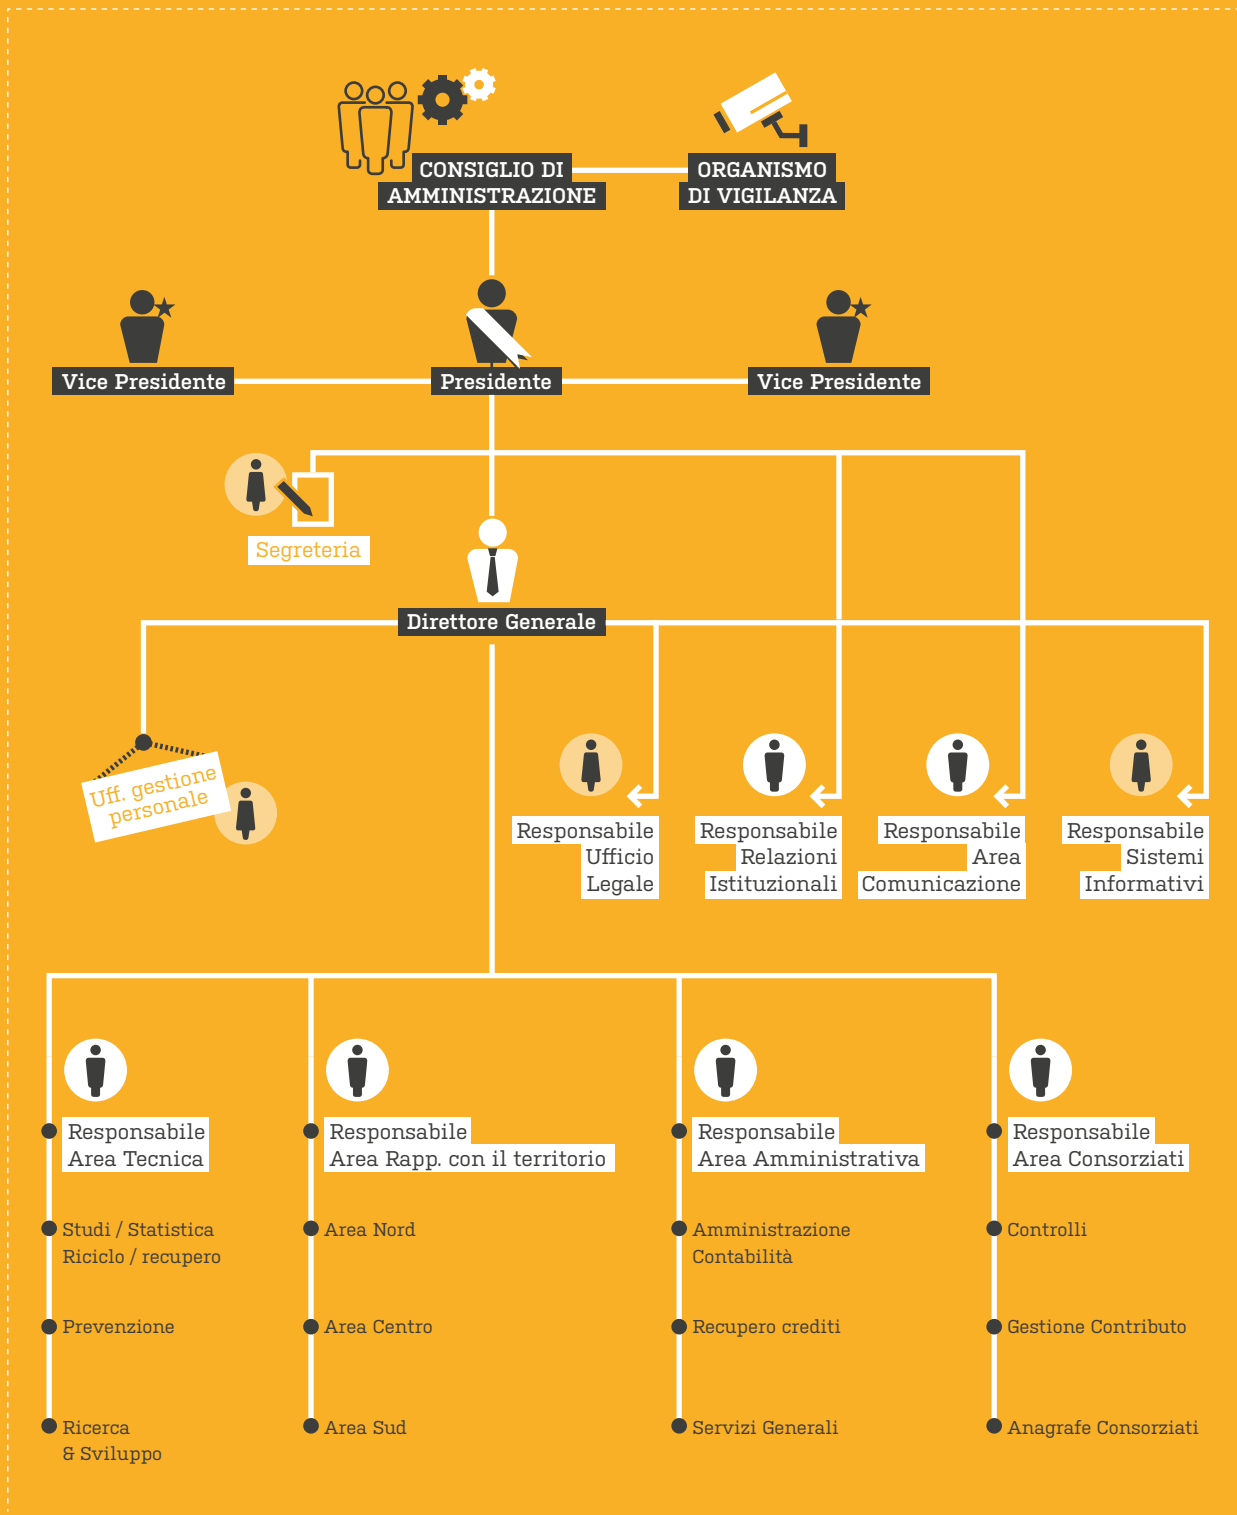 CONSIGLIO DI
AMMINISTRAZIONE
ORGANISMO
DI VIGILANZA
Vice Presidente
Presidente
Vice Presidente
Segreteria
Direttore Generale
Uff. gestione
personale
Responsabile
Ufficio
Legale
Responsabile
Relazioni
Istituzionali
Responsabile
Area
Comunicazione
Responsabile
Sistemi
Informativi
Responsabile
Area Tecnica
Studi / Statistica
Riciclo / recupero
Prevenzione
Ricerca
& Sviluppo
Responsabile
Area Rapp. con il territorio
Area Nord
Area Centro
Area Sud
Responsabile
Area Amministrativa
Amministrazione
Contabilità
Recupero crediti
Servizi Generali
Responsabile
Area Consorziati
Controlli
Gestione Contributo
Anagrafe Consorziati